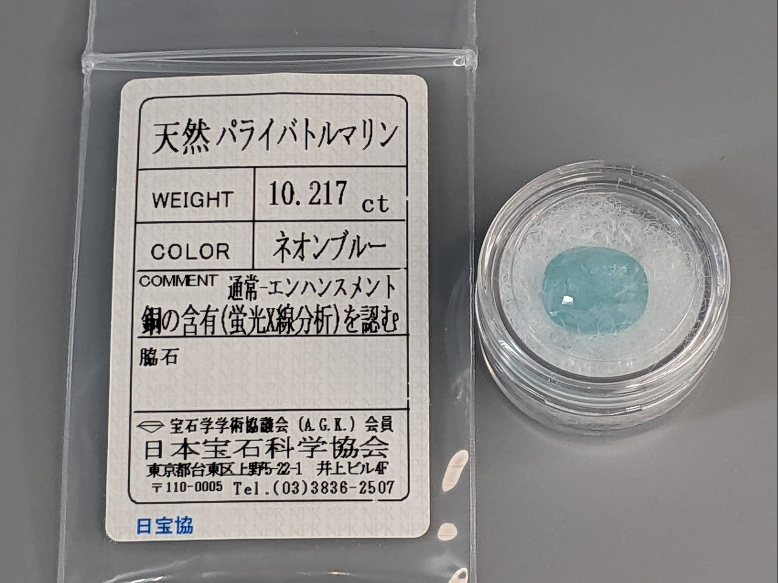 天然 パライバトルマリン
WEIGHT 10.217 ct
COLOR ネオンブルー
COMMENT 通常-エンハンスメント
銅の含有(蛍光X線分析)を認む
脇石
宝石学学術協議会 (A.G.K.) 会員
日本宝石科学協会
東京都台東区上野5-22-1 井上ビル4F
〒110-0005 Tel.(03)3836-2507
日宝協